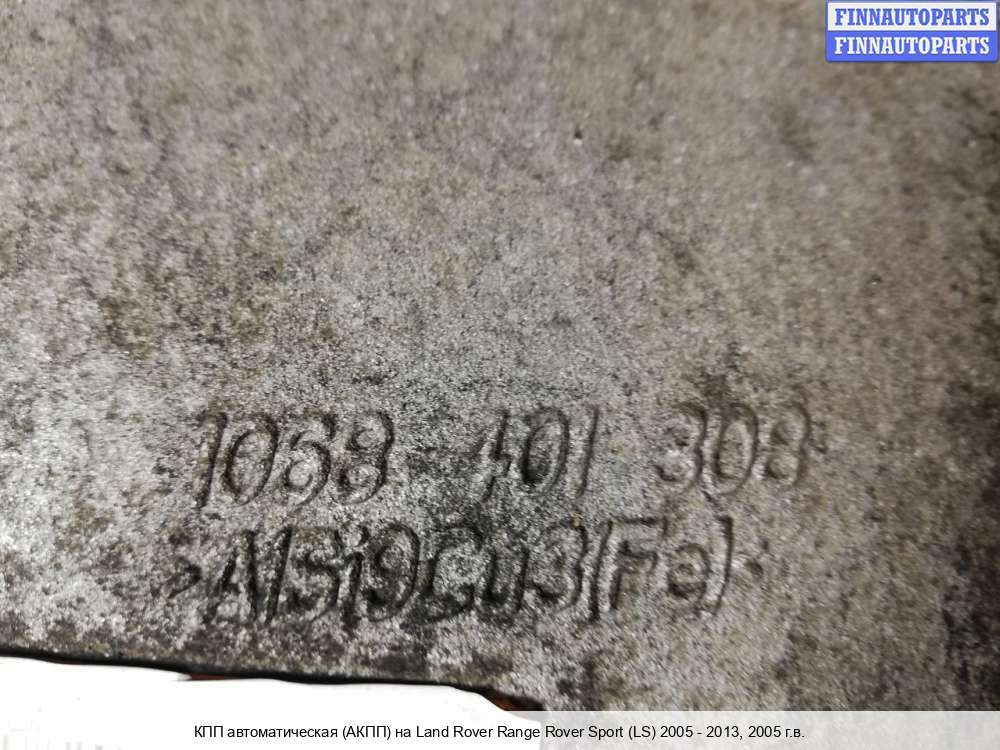 FINNAUTOPARTS
FINNAUTOPARTS
1068 401 308
>AlSi9Cu3(Fe)<
КПП автоматическая (АКПП) на Land Rover Range Rover Sport (LS) 2005 - 2013, 2005 г.в.